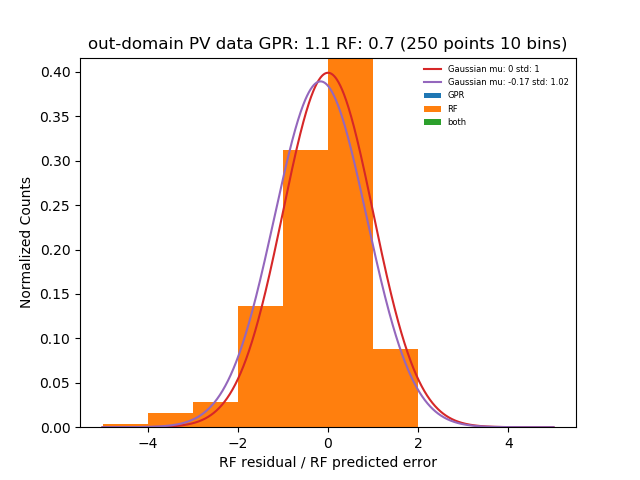 out-domain PV data GPR: 1.1 RF: 0.7 (250 points 10 bins)
Gaussian mu: 0 std: 1
Gaussian mu: -0.17 std: 1.02
GPR
RF
both
0.40
0.35
0.30
0.25
0.20
0.15
0.10
0.05
0.00
Normalized Counts
−4
−2
0
2
4
RF residual / RF predicted error